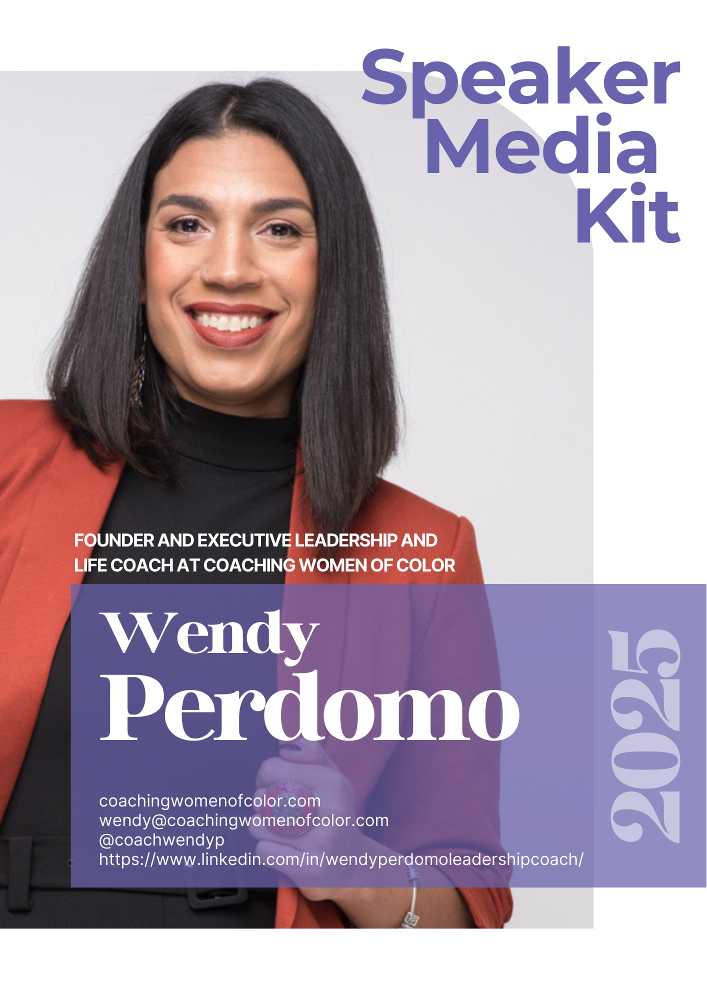 Speaker
Media
Kit
FOUNDER AND EXECUTIVE LEADERSHIP AND
LIFE COACH AT COACHING WOMEN OF COLOR
Wendy
Perdomo
2025
coachingwomenofcolor.com
wendy@coachingwomenofcolor.com
@coachwendyp
https://www.linkedin.com/in/wendyperdomoleadershipcoach/